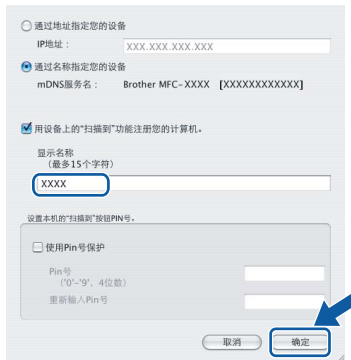 通过地址指定您的设备
IP地址： XXX.XXX.XXX.XXX
通过名称指定您的设备
mDNS服务名： Brother MFC-XXXX [XXXXXXXXXXXX]
用设备上的“扫描到”功能注册您的计算机。
显示名称
（最多15个字符）
XXXX
设置本机的“扫描到”按钮PIN号。
使用Pin号保护
Pin号
（'0'-'9'、4位数）
重新输入Pin号
取消 确定